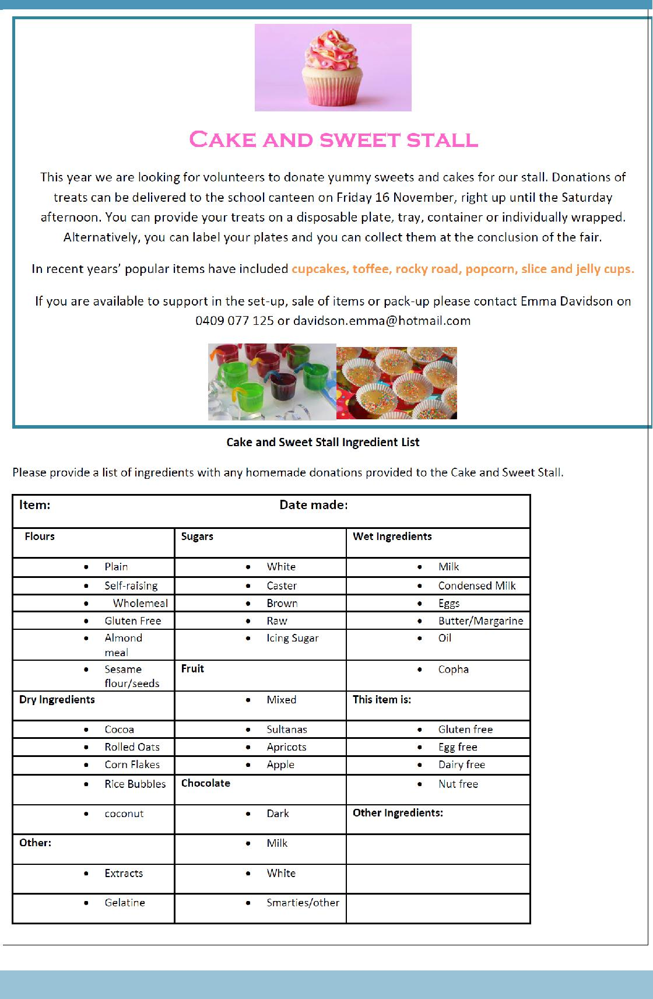 CAKE AND SWEET STALL
This year we are looking for volunteers to donate yummy sweets and cakes for our stall. Donations of
treats can be delivered to the school canteen on Friday 16 November, right up until the Saturday
afternoon. You can provide your treats on a disposable plate, tray, container or individually wrapped.
Alternatively, you can label your plates and you can collect them at the conclusion of the fair.
In recent years’ popular items have included cupcakes, toffee, rocky road, popcorn, slice and jelly cups.
If you are available to support in the set-up, sale of items or pack-up please contact Emma Davidson on
0409 077 125 or davidson.emma@hotmail.com
Cake and Sweet Stall Ingredient List
Please provide a list of ingredients with any homemade donations provided to the Cake and Sweet Stall.
Item: Date made:
Flours Sugars Wet Ingredients
• Plain • White • Milk
• Self-raising • Caster • Condensed Milk
• Wholemeal • Brown • Eggs
• Gluten Free • Raw • Butter/Margarine
• Almond • Icing Sugar • Oil
meal
• Sesame Fruit • Copha
flour/seeds
Dry Ingredients • Mixed This item is:
• Cocoa • Sultanas • Gluten free
• Rolled Oats • Apricots • Egg free
• Corn Flakes • Apple • Dairy free
• Rice Bubbles Chocolate • Nut free
• coconut • Dark Other Ingredients:
Other: • Milk
• Extracts • White
• Gelatine • Smarties/other